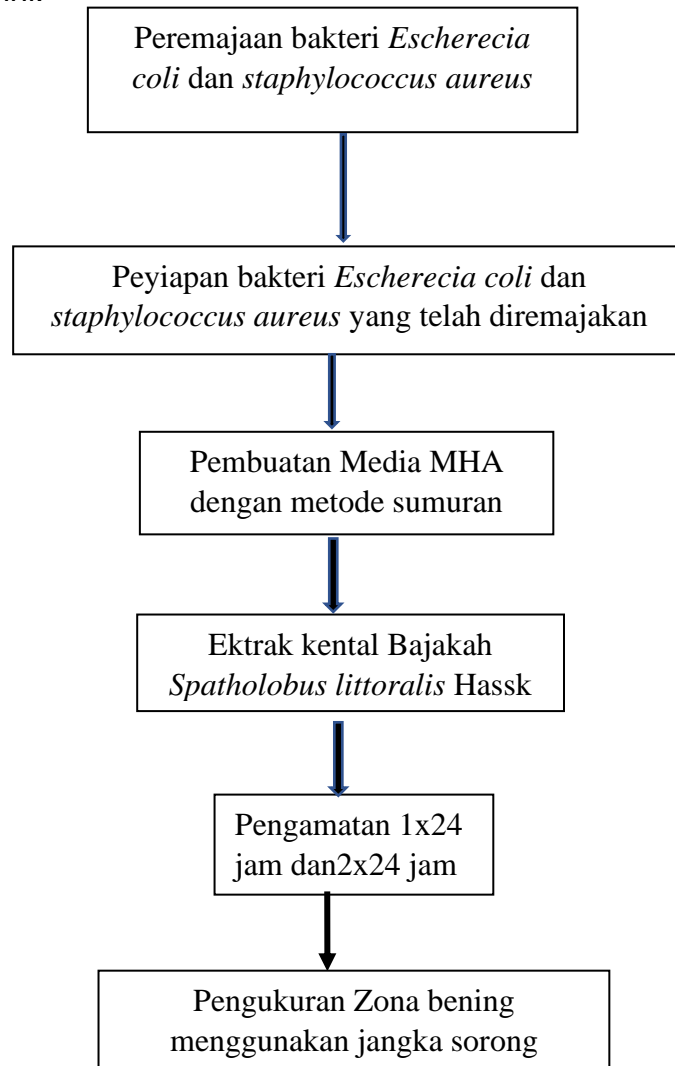 Peremajaan bakteri Escherecia
coli dan staphylococcus aureus
Peyiapan bakteri Escherecia coli dan
staphylococcus aureus yang telah diremajakan
Pembuatan Media MHA
dengan metode sumuran
Ektrak kental Bajakah
Spatholobus littoralis Hassk
Pengamatan 1x24
jam dan2x24 jam
Pengukuran Zona bening
menggunakan jangka sorong